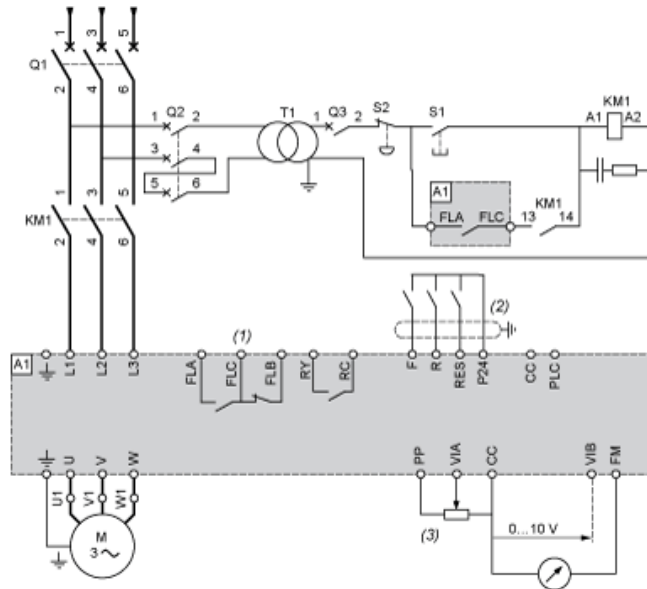 1 3 5
Q1
2 4 6
Q2
1 2
3 4
5 6
T1
1 Q3 2
S2
S1
KM1
A1 A2
A1
FLA FLC
KM1
13 14
1 3 5
KM1
2 4 6
(1)
(2)
A1
L1 L2 L3
FLA FLC FLB RY RC
F R RES P24 CC PLC
U V W
PP VIA CC VIB FM
U1 V1 W1
M
3
(3)
0...10 V